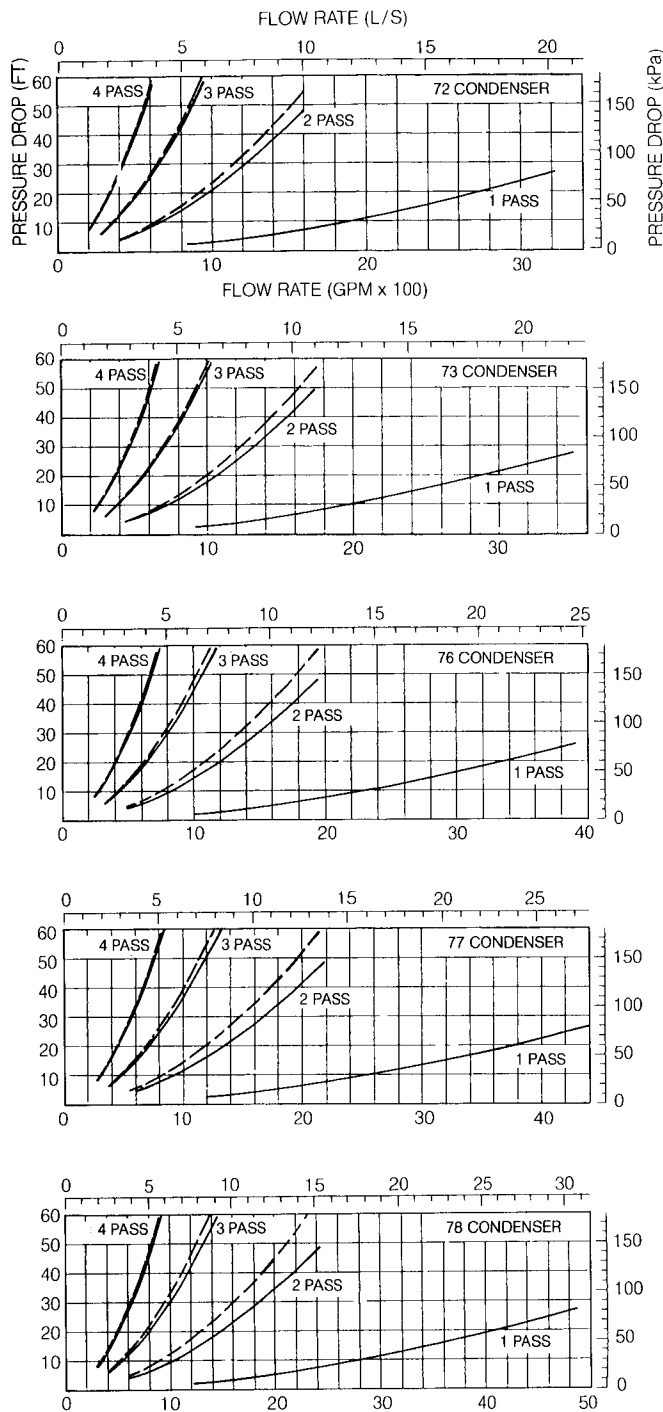 FLOW RATE (L/S)
0 5 10 15 20
PRESSURE DROP (FT)
60
50
40
30
20
10
4 PASS
3 PASS
2 PASS
1 PASS
72 CONDENSER
150
100
50
0
PRESSURE DROP (kPa)
0 10 20 30
FLOW RATE (GPM x 100)
0 5 10 15 20
60
50
40
30
20
10
4 PASS
3 PASS
2 PASS
1 PASS
73 CONDENSER
150
100
50
0
0 10 20 30
0 5 10 15 20 25
60
50
40
30
20
10
4 PASS
3 PASS
2 PASS
1 PASS
76 CONDENSER
150
100
50
0
0 10 20 30 40
0 5 10 15 20 25
60
50
40
30
20
10
4 PASS
3 PASS
2 PASS
1 PASS
77 CONDENSER
150
100
50
0
0 10 20 30 40
0 5 10 15 20 25 30
60
50
40
30
20
10
4 PASS
3 PASS
2 PASS
1 PASS
78 CONDENSER
150
100
50
0
0 10 20 30 40 50